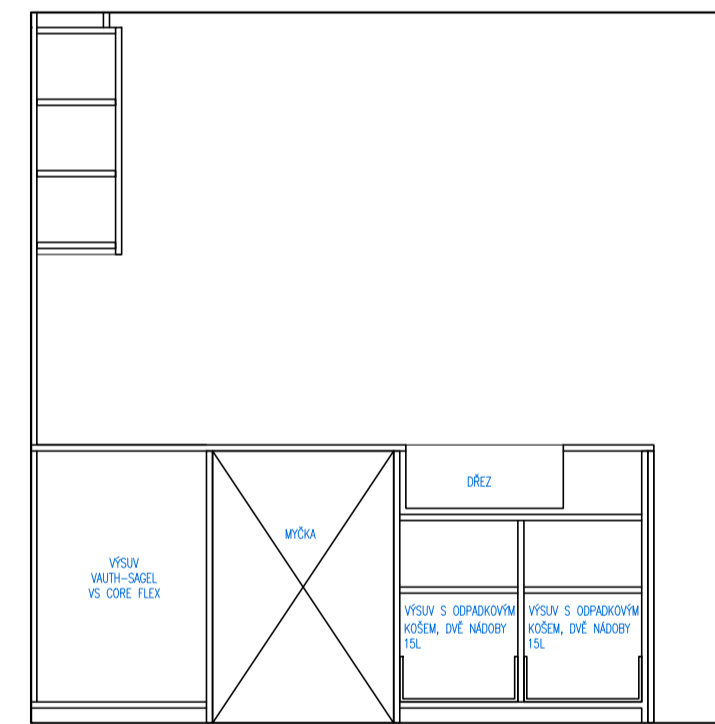 DŘEZ
MYČKA
VÝSUV
VAUTH-SAGEL
VS CORE FLEX
VÝSUV S ODPADKOVÝM
KOŠEM, DVĚ NÁDOBY
15L
VÝSUV S ODPADKOVÝM
KOŠEM, DVĚ NÁDOBY
15L